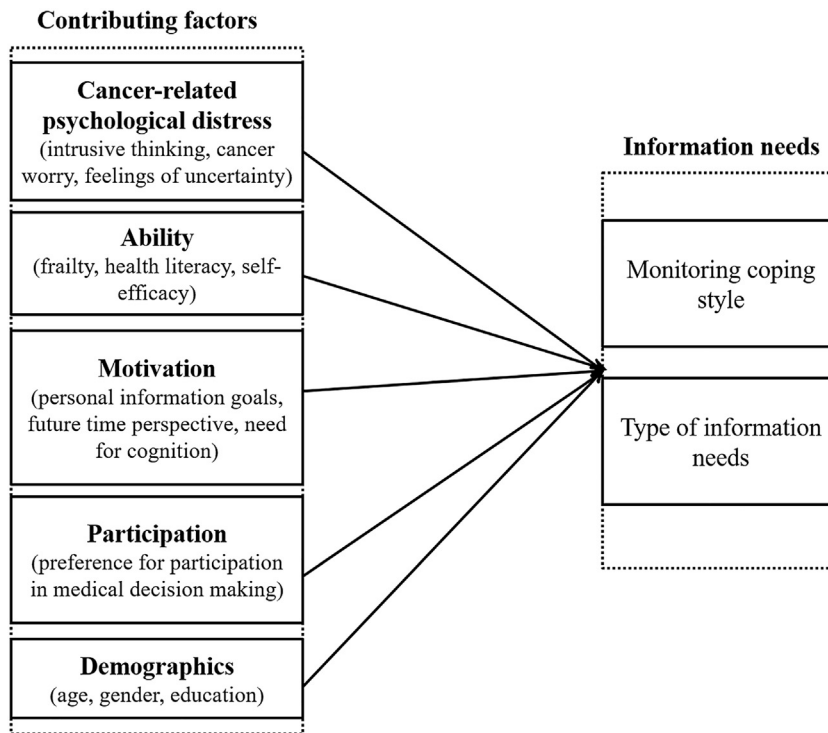 Contributing factors
Cancer-related
psychological distress
(intrusive thinking, cancer
worry, feelings of uncertainty)
Ability
(frailty, health literacy, self-
efficacy)
Motivation
(personal information goals,
future time perspective, need
for cognition)
Participation
(preference for participation
in medical decision making)
Demographics
(age, gender, education)
Information needs
Monitoring coping
style
Type of information
needs